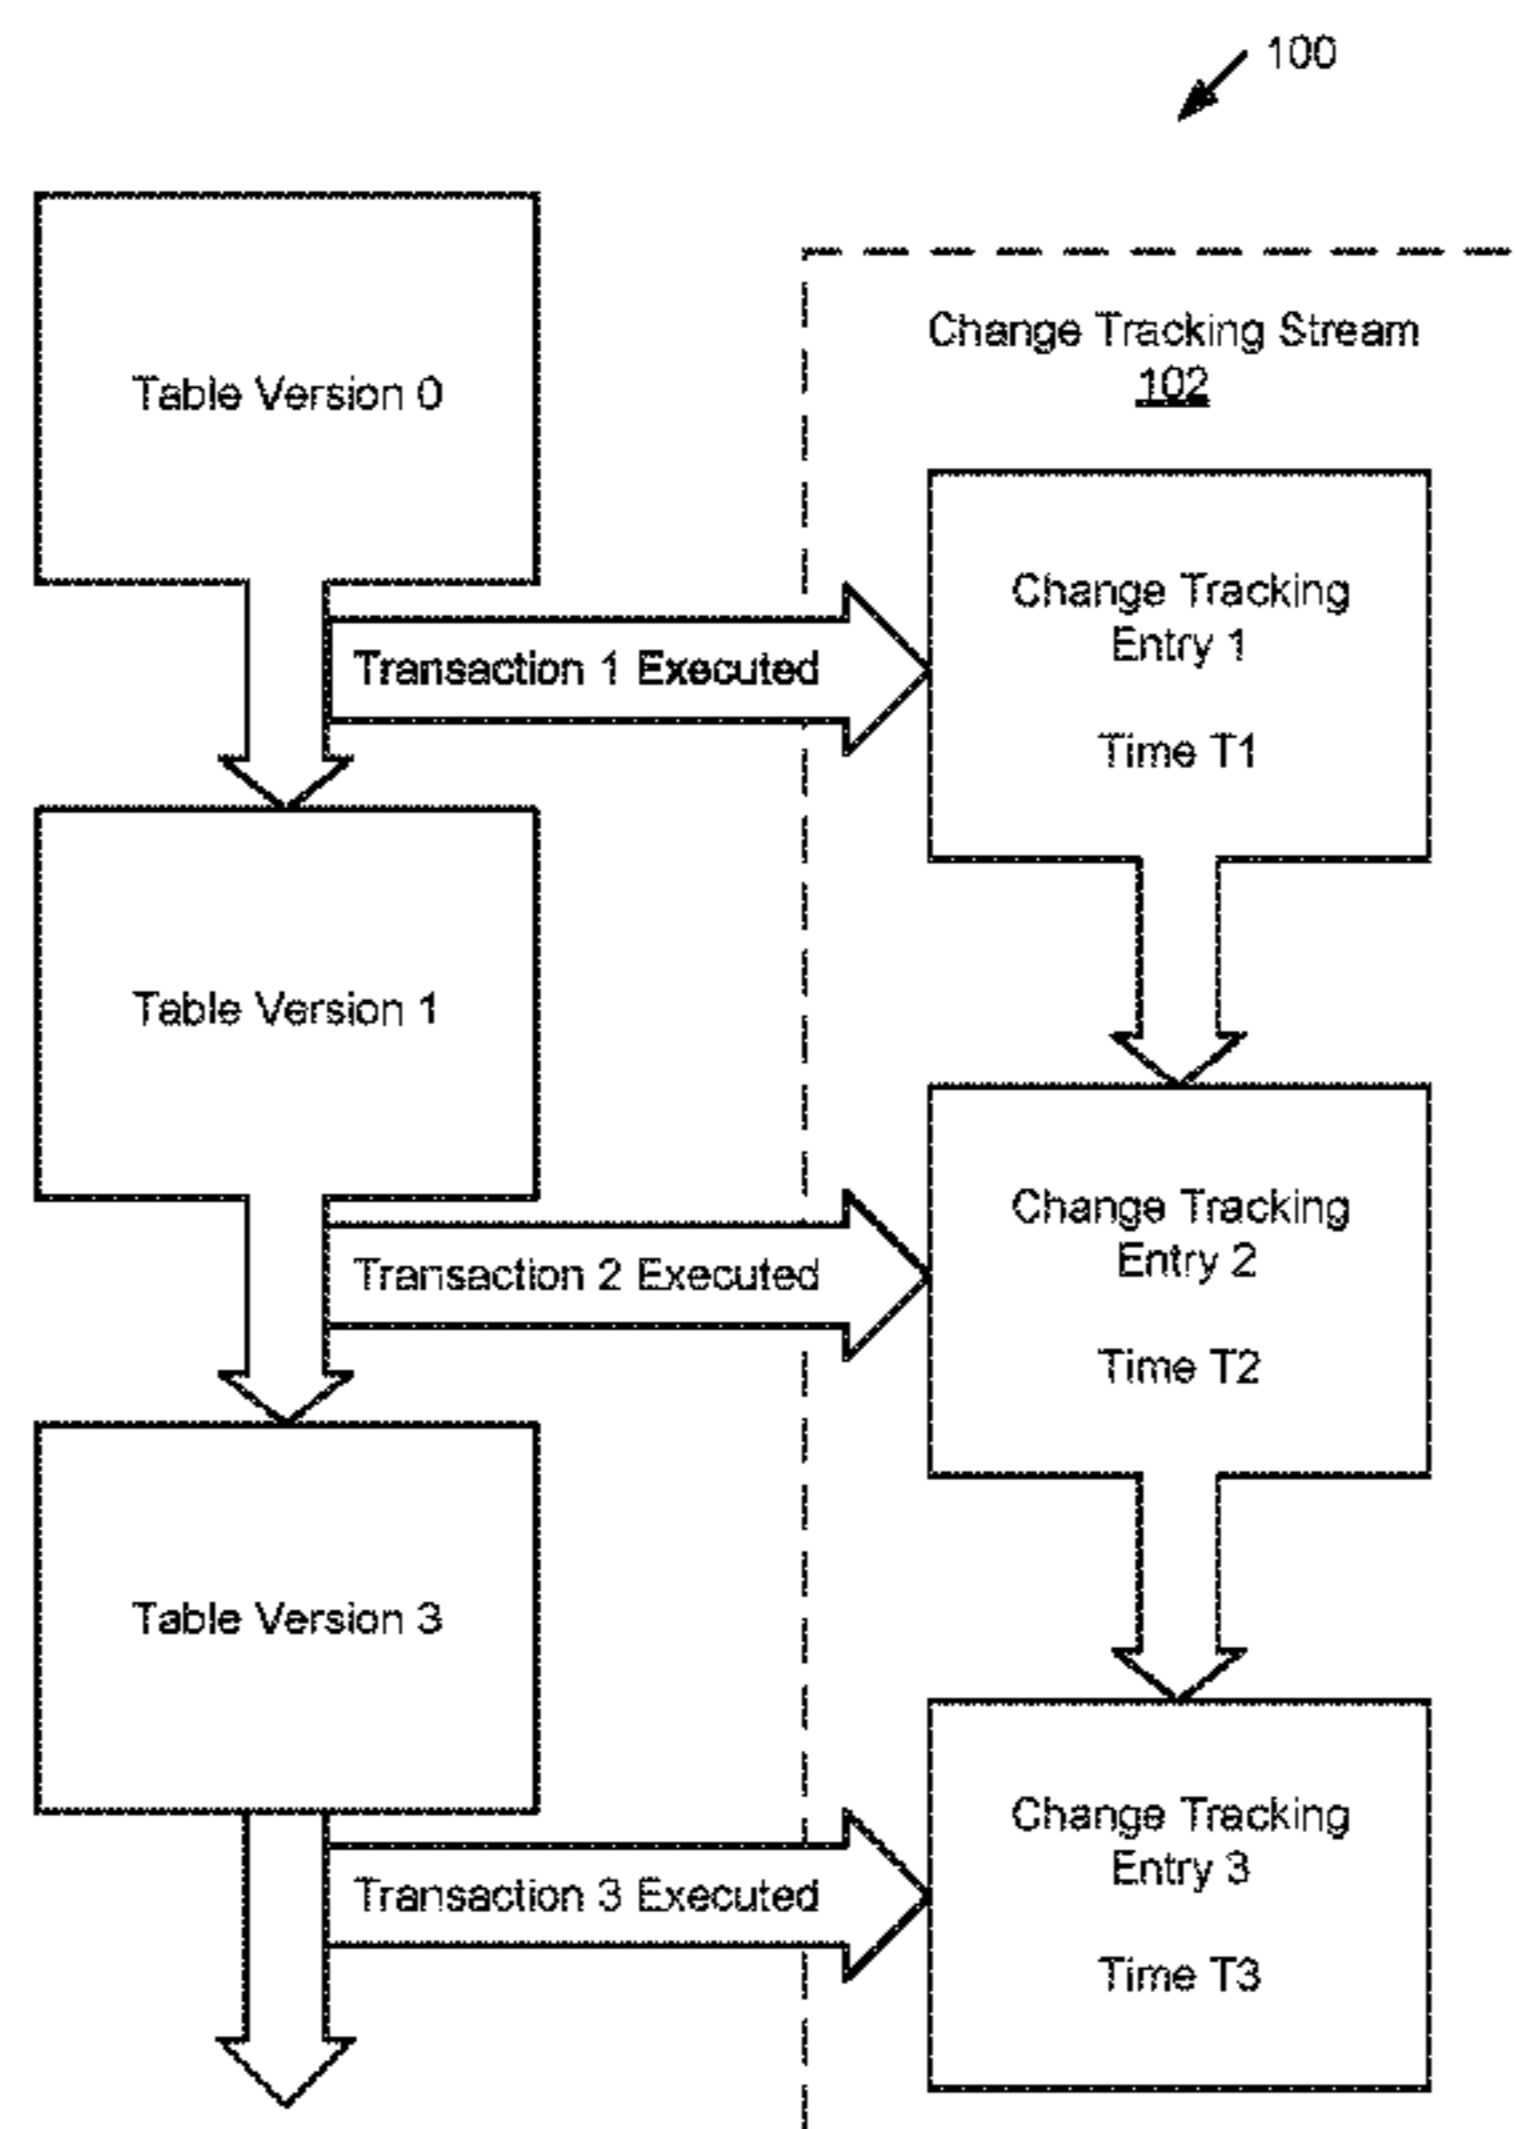 100
Table Version 0
Change Tracking Stream
102
Change Tracking
Entry 1
Time T1
Transaction 1 Executed
Table Version 1
Change Tracking
Entry 2
Time T2
Transaction 2 Executed
Table Version 3
Change Tracking
Entry 3
Time T3
Transaction 3 Executed